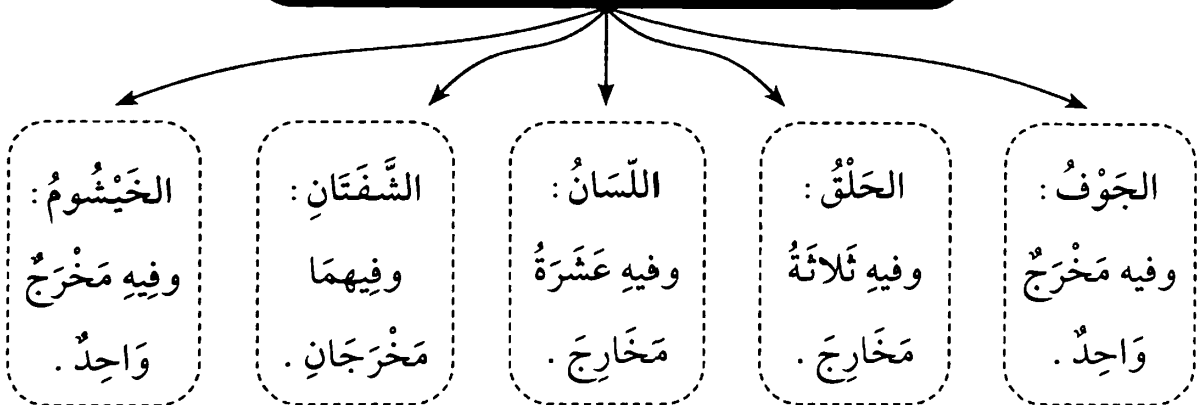 الجَوْفُ :
وفيه مَخْرَجٌ
وَاحِدٌ .
الحَلْقُ :
وفيهِ ثَلاثَةُ
مَخَارِجَ .
اللّسَانُ :
وفيهِ عَشَرَةُ
مَخَارِجَ .
الشَّفَتَانِ :
وفِيهمَا
مَخْرَجَانِ .
الخَيْشُومُ :
وفِيهِ مَخْرَجٌ
وَاحِدٌ .